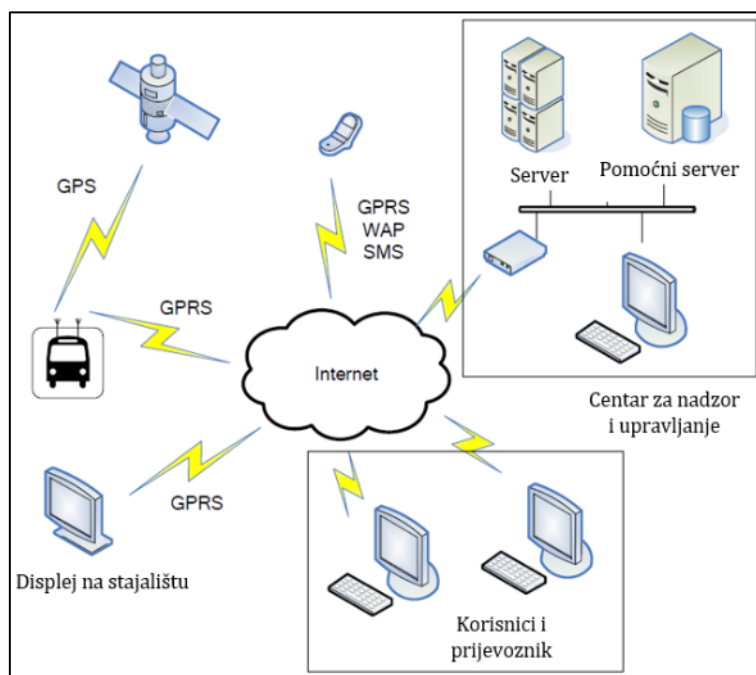 Server
Pomoćni server
GPS
GPRS
WAP
SMS
GPRS
Internet
Centar za nadzor
i upravljanje
GPRS
Displej na stajalištu
Korisnici i
prijevoznik